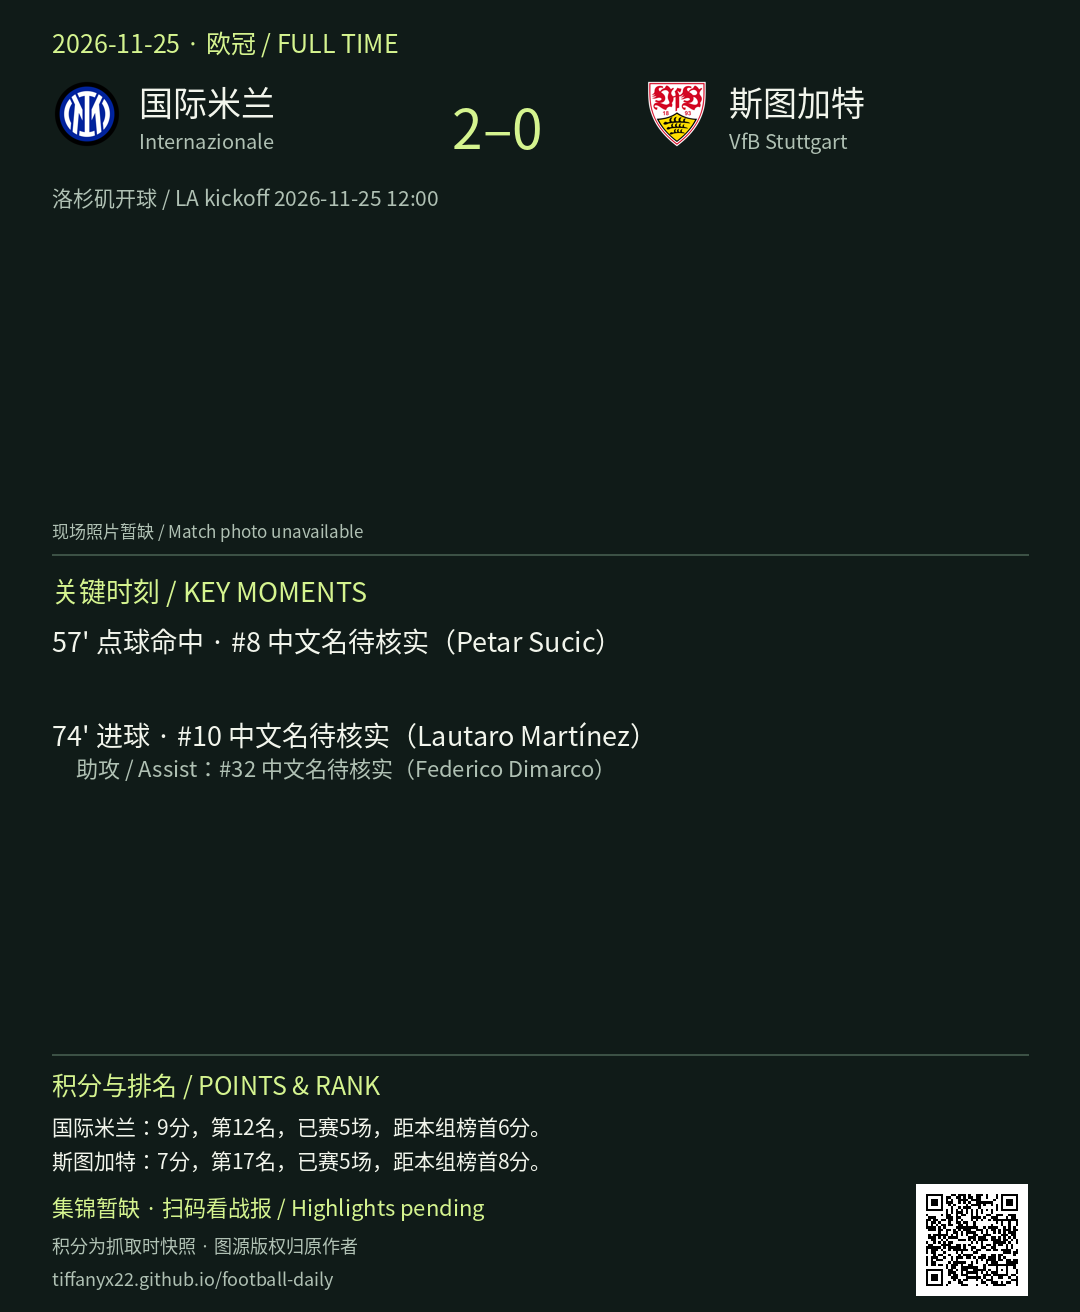 2026-11-25 · 欧冠 / FULL TIME
国际米兰
Internazionale
2–0
斯图加特
VfB Stuttgart
洛杉矶开球 / LA kickoff 2026-11-25 12:00
现场照片暂缺 / Match photo unavailable
关键时刻 / KEY MOMENTS
57' 点球命中 · #8 中文名待核实（Petar Sucic）
74' 进球 · #10 中文名待核实（Lautaro Martínez）
助攻 / Assist：#32 中文名待核实（Federico Dimarco）
积分与排名 / POINTS & RANK
国际米兰：9分，第12名，已赛5场，距本组榜首6分。
斯图加特：7分，第17名，已赛5场，距本组榜首8分。
集锦暂缺 · 扫码看战报 / Highlights pending
积分为抓取时快照 · 图源版权归原作者
tiffanyx22.github.io/football-daily